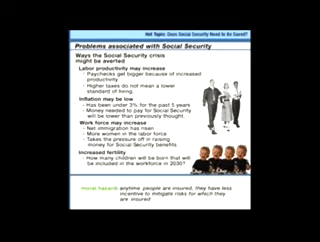 Hot Topic: Does Social Security Need to Be Saved?
Problems associated with Social Security
Ways the Social Security crisis
might be averted
Labor productivity may increase
• Paychecks get bigger because of increased
productivity.
• Higher taxes do not mean a lower
standard of living.
Inflation may be low
• Has been under 3% for the past 5 years
• Money needed to pay for Social Security
will be lower than previously thought.
Work force may increase
• Net immigration has risen
• More women in the labor force
• Takes the pressure off in raising
money for Social Security benefits
Increased fertility
• How many children will be born that will
be included in the workforce in 2030?
moral hazard: anytime people are insured, they have less
incentive to mitigate risks for which they
are insured